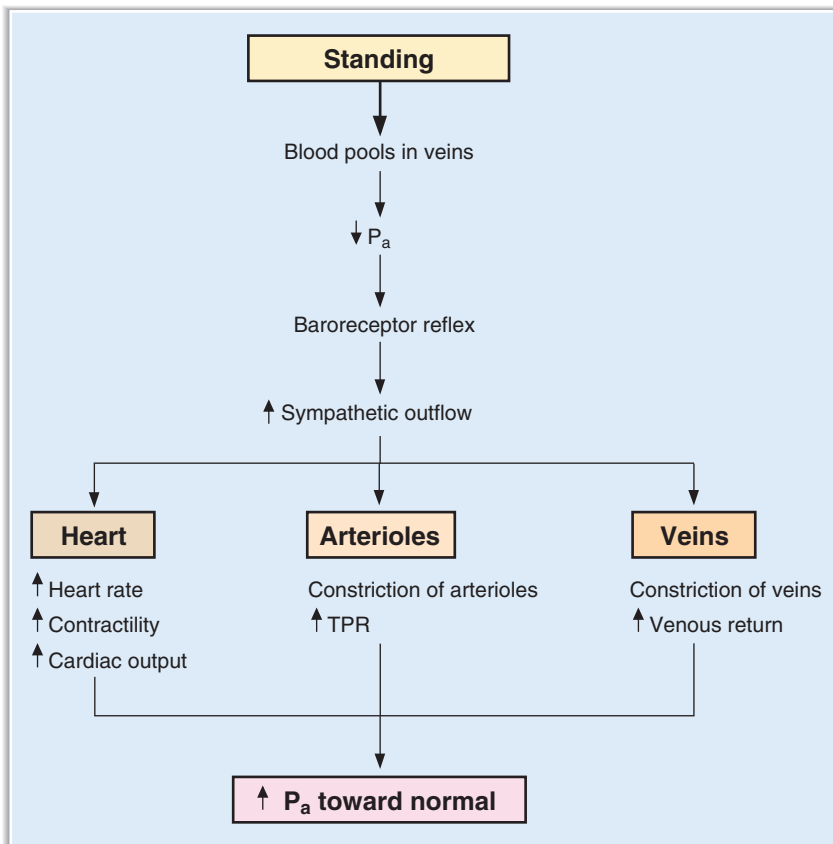 Standing
Blood pools in veins
↓ Pa
Baroreceptor reflex
↑ Sympathetic outflow
Heart
↑ Heart rate
↑ Contractility
↑ Cardiac output
Arterioles
Constriction of arterioles
↑ TPR
Veins
Constriction of veins
↑ Venous return
↑ Pa toward normal